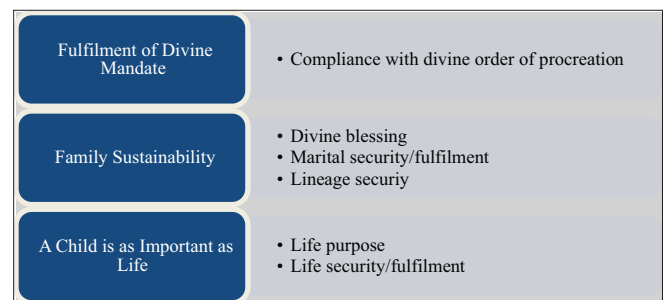 Fulfilment of Divine
Mandate
• Compliance with divine order of procreation
Family Sustainability
• Divine blessing
• Marital security/fulfilment
• Lineage securiy
A Child is as Important as
Life
• Life purpose
• Life security/fulfilment